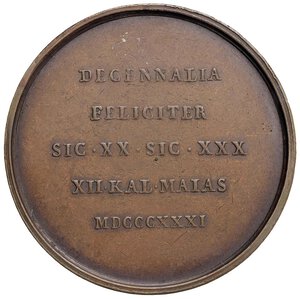 DECENNALIA
FELICITER
SIC·XX·SIC·XXX
XII·KAL·MAIAS
MDCCCXXXI